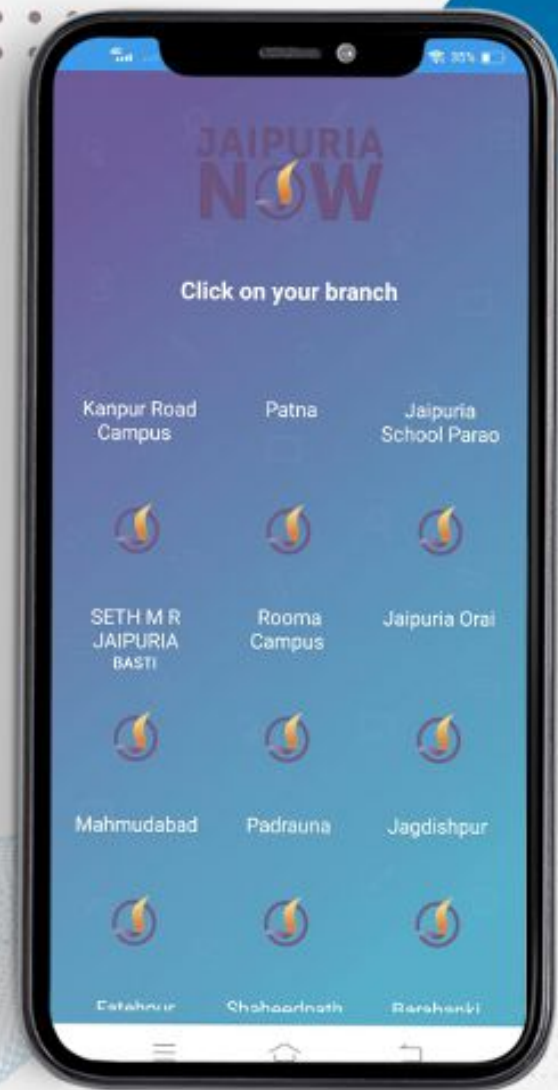 35%
JAIPURIA
NOW
Click on your branch
Kanpur Road
Campus
Patna
Jaipuria
School Parao
SETH M R
JAIPURIA
BASTI
Rooma
Campus
Jaipuria Orai
Mahmudabad
Padrauna
Jagdishpur